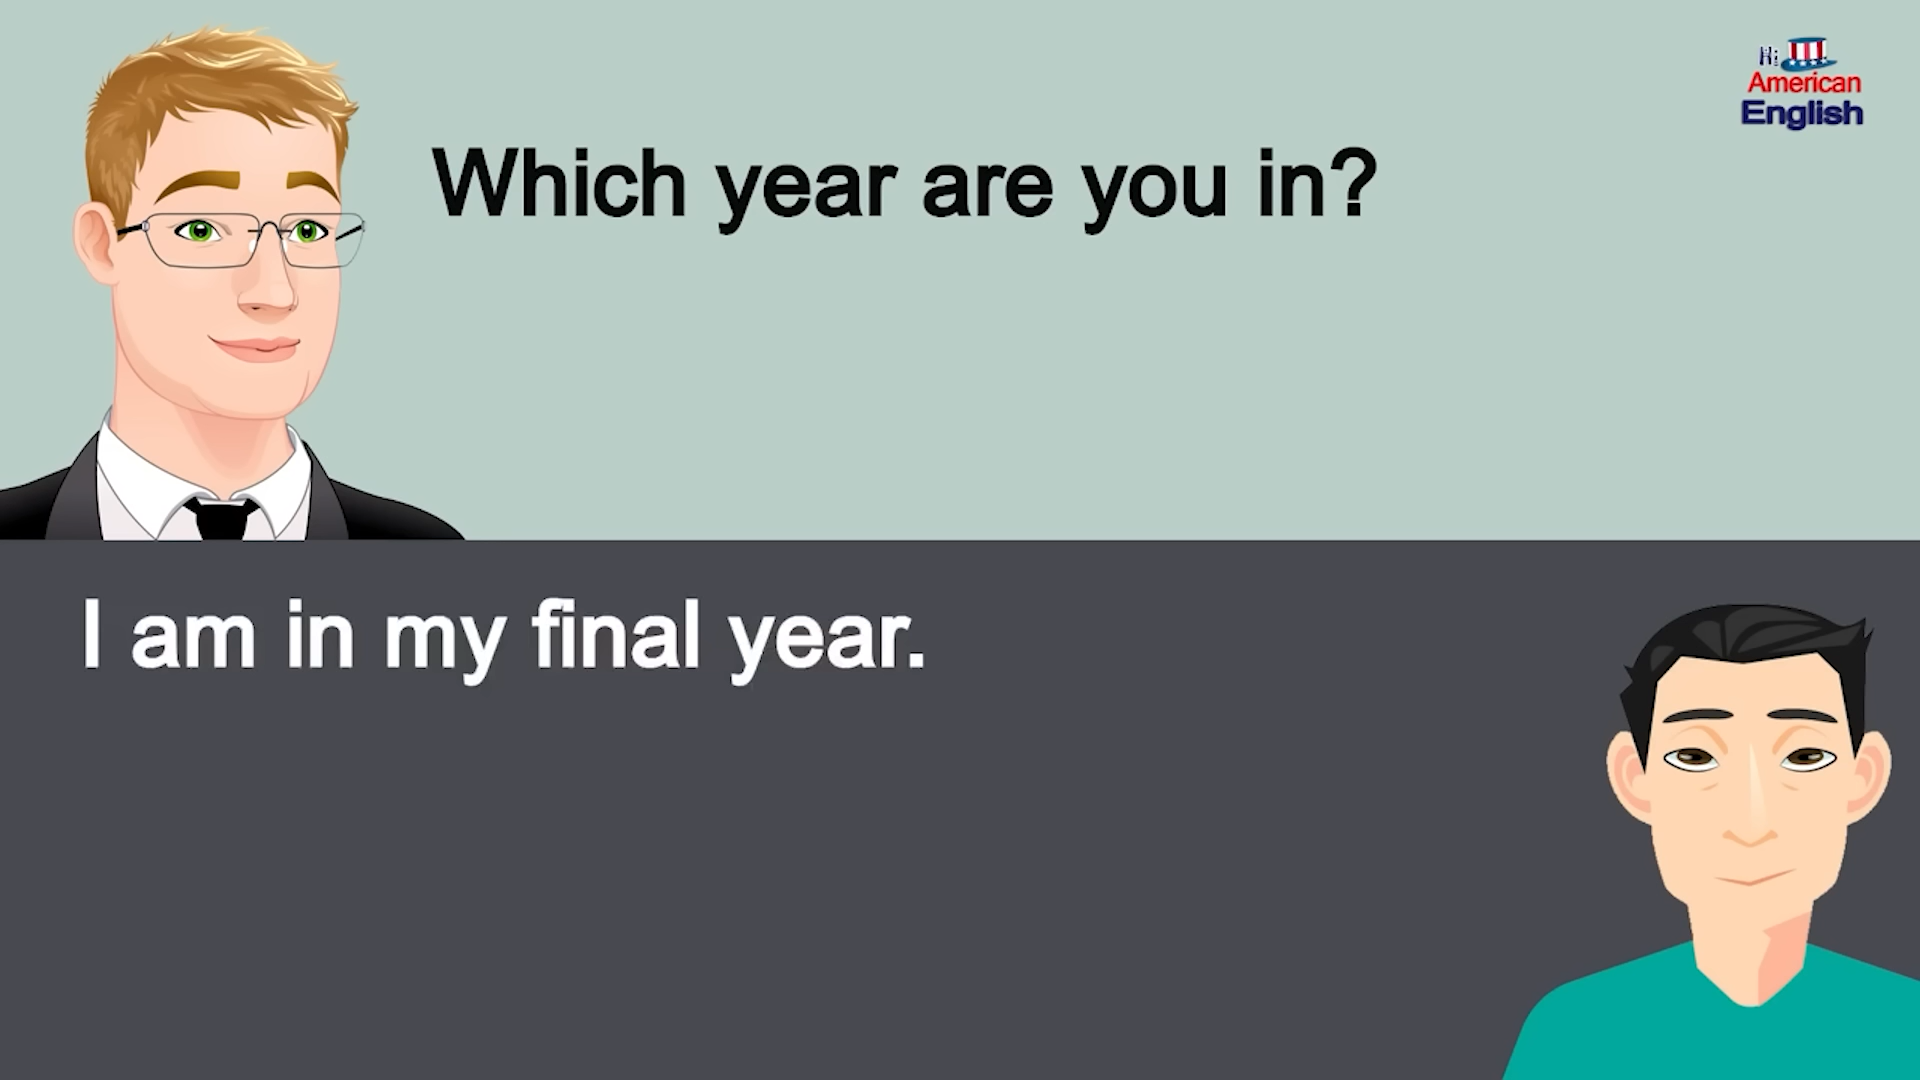 Hi
American
English
Which year are you in?
I am in my final year.